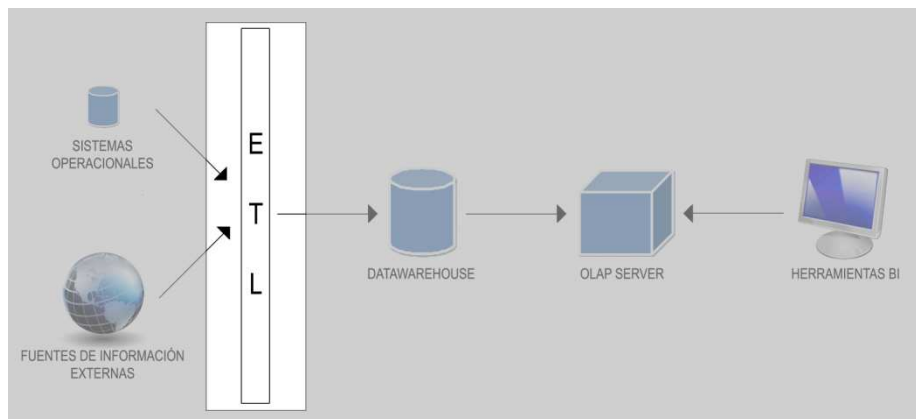 SISTEMAS
OPERACIONALES
FUENTES DE INFORMACIÓN
EXTERNAS
E
T
L
DATAWAREHOUSE
OLAP SERVER
HERRAMIENTAS BI